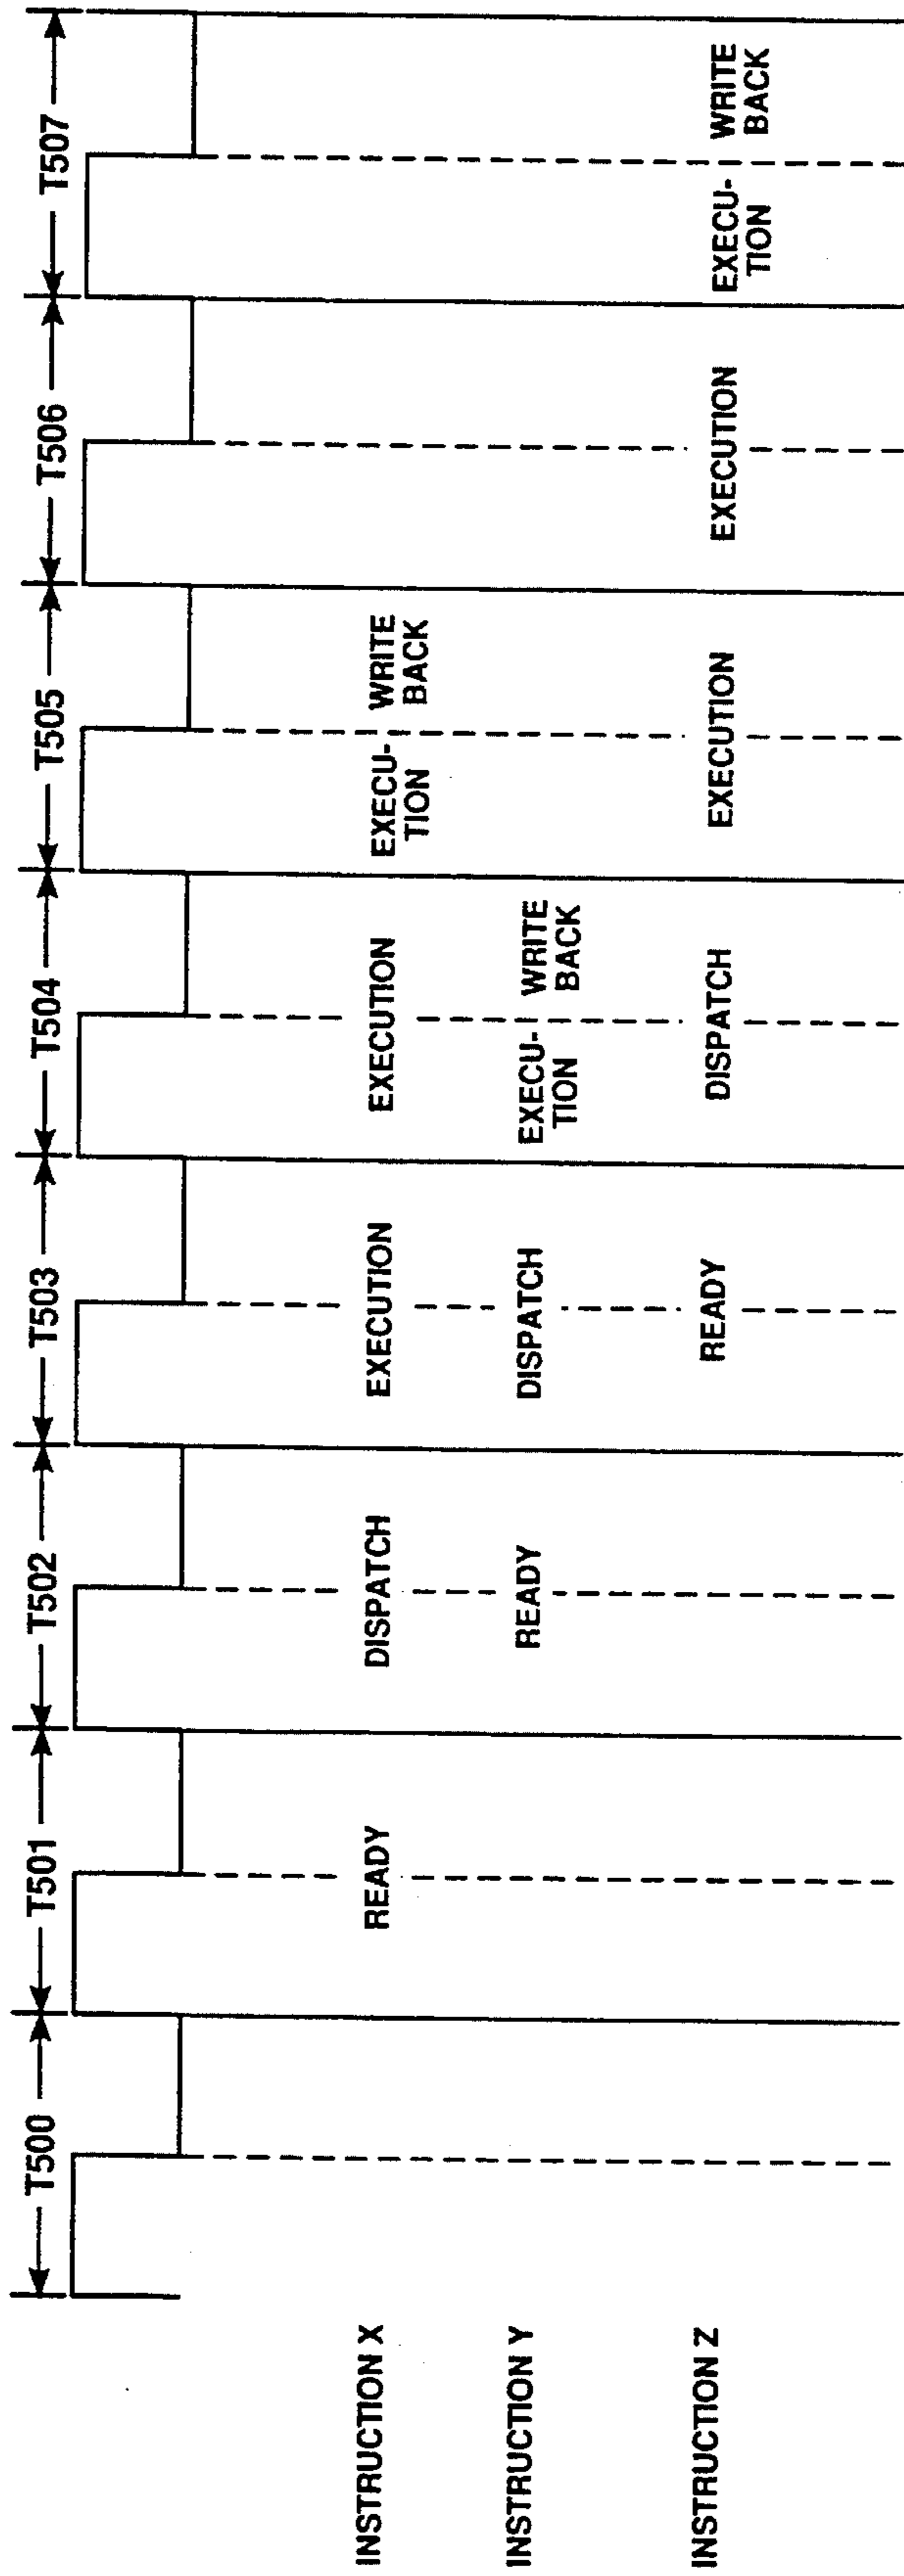 T500 T501 T502 T503 T504 T505 T506 T507
INSTRUCTION X READY DISPATCH EXECUTION EXECUTION EXECU- WRITE
TION BACK
INSTRUCTION Y READY DISPATCH EXECU- WRITE
TION BACK
INSTRUCTION Z READY DISPATCH EXECUTION EXECUTION EXECU- WRITE
TION BACK